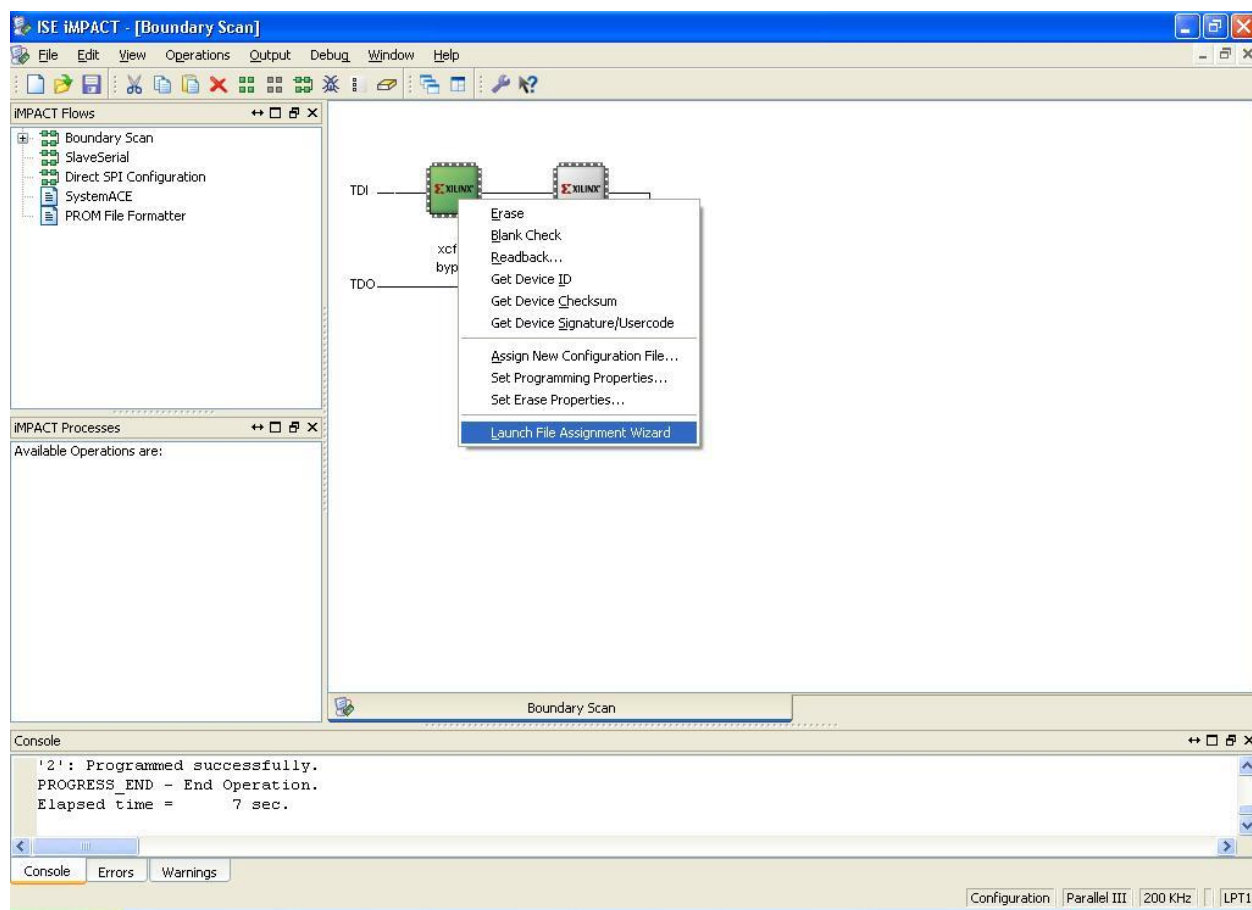 ISE iMPACT - [Boundary Scan]
File Edit View Operations Output Debug Window Help
iMPACT Flows
Boundary Scan
SlaveSerial
Direct SPI Configuration
SystemACE
PROM File Formatter
TDI
XILINX
XILINX
xcf
byp
TDO
Erase
Blank Check
Readback...
Get Device ID
Get Device Checksum
Get Device Signature/Usercode
Assign New Configuration File...
Set Programming Properties...
Set Erase Properties...
Launch File Assignment Wizard
iMPACT Processes
Available Operations are:
Boundary Scan
Console
'2': Programmed successfully.
PROGRESS_END - End Operation.
Elapsed time =      7 sec.
Console Errors Warnings
Configuration Parallel III 200 KHz LPT1